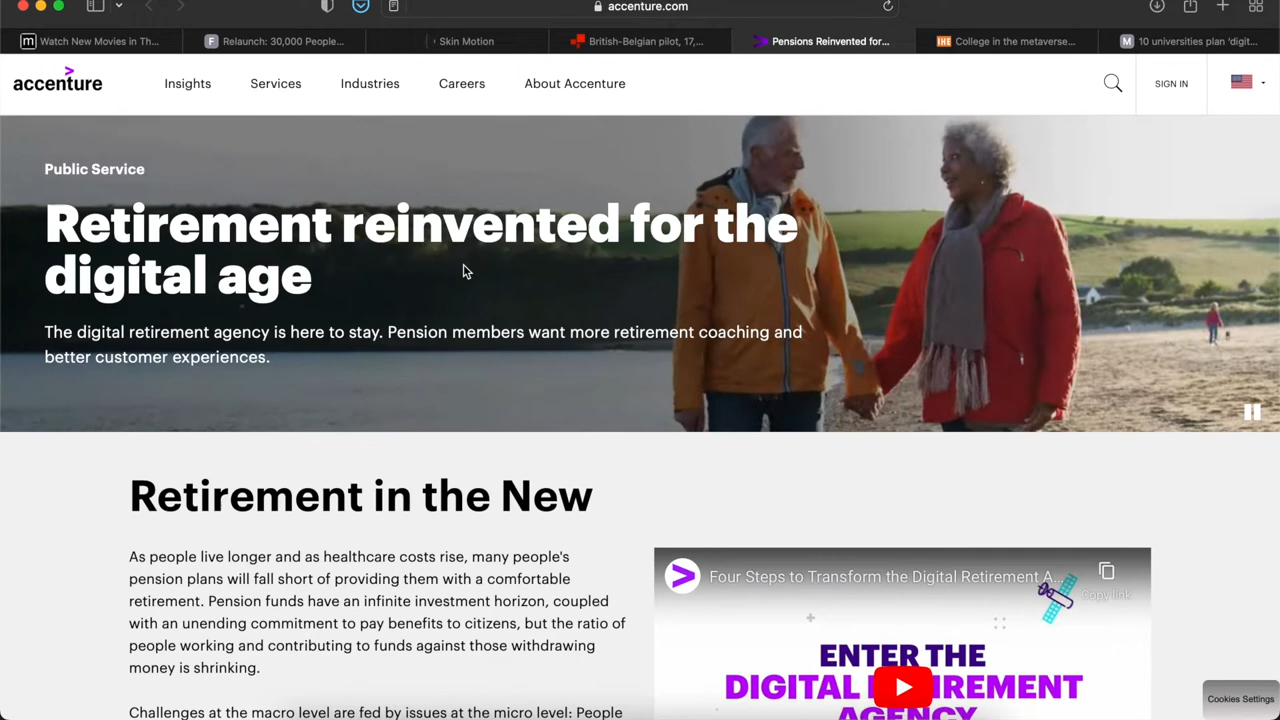 accenture.com
m Watch New Movies in Th...
F Relaunch: 30,000 People...
Skin Motion
British-Belgian pilot, 17,...
Pensions Reinvented for...
IHE College in the metaverse...
M 10 universities plan ‘digit...
accenture
Insights
Services
Industries
Careers
About Accenture
SIGN IN
Public Service
Retirement reinvented for the
digital age
The digital retirement agency is here to stay. Pension members want more retirement coaching and
better customer experiences.
Retirement in the New
As people live longer and as healthcare costs rise, many people's
pension plans will fall short of providing them with a comfortable
retirement. Pension funds have an infinite investment horizon, coupled
with an unending commitment to pay benefits to citizens, but the ratio of
people working and contributing to funds against those withdrawing
money is shrinking.
Challenges at the macro level are fed by issues at the micro level: People
Four Steps to Transform the Digital Retirement A...
Copy link
ENTER THE
DIGITAL RETIREMENT
AGENCY
Cookies Settings